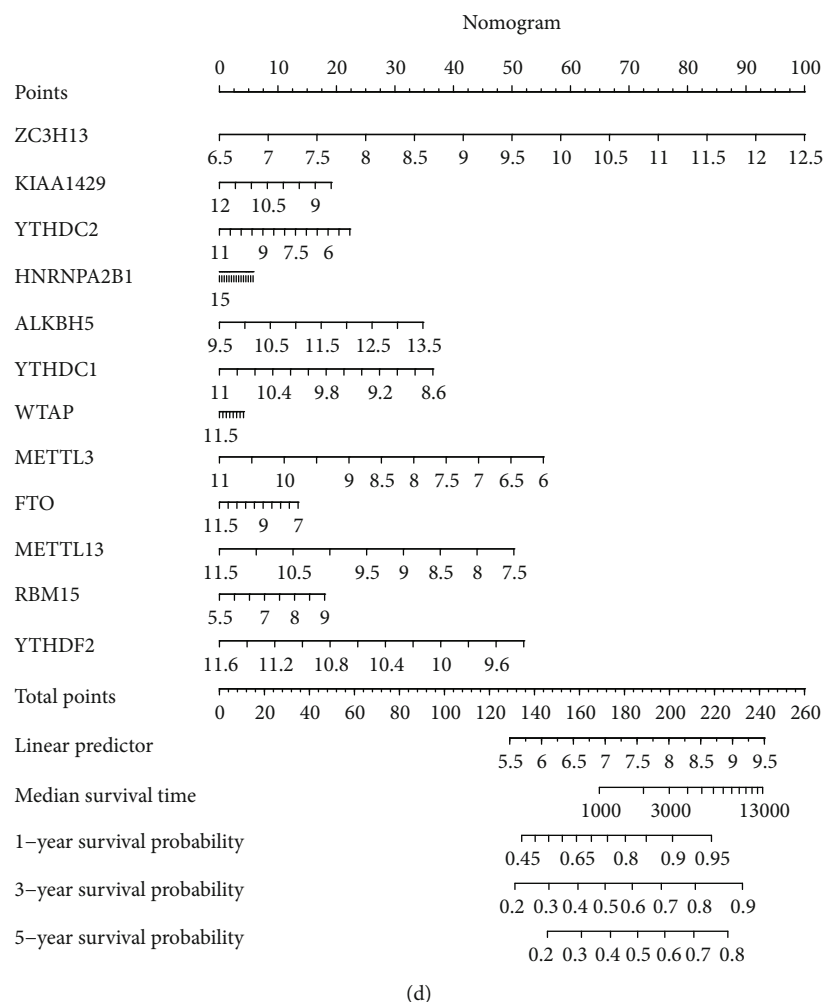 Nomogram
0 10 20 30 40 50 60 70 80 90 100
Points
ZC3H13
6.5 7 7.5 8 8.5 9 9.5 10 10.5 11 11.5 12 12.5
KIAA1429
12 10.5 9
YTHDC2
11 9 7.5 6
HNRNPA2B1
15
ALKBH5
9.5 10.5 11.5 12.5 13.5
YTHDC1
11 10.4 9.8 9.2 8.6
WTAP
11.5
METTL3
11 10 9 8.5 8 7.5 7 6.5 6
FTO
11.5 9 7
METTL13
11.5 10.5 9.5 9 8.5 8 7.5
RBM15
5.5 7 8 9
YTHDF2
11.6 11.2 10.8 10.4 10 9.6
Total points
0 20 40 60 80 100 120 140 160 180 200 220 240 260
Linear predictor
5.5 6 6.5 7 7.5 8 8.5 9 9.5
Median survival time
1000 3000 13000
1−year survival probability
0.45 0.65 0.8 0.9 0.95
3−year survival probability
0.2 0.3 0.4 0.5 0.6 0.7 0.8 0.9
5−year survival probability
0.2 0.3 0.4 0.5 0.6 0.7 0.8
(d)